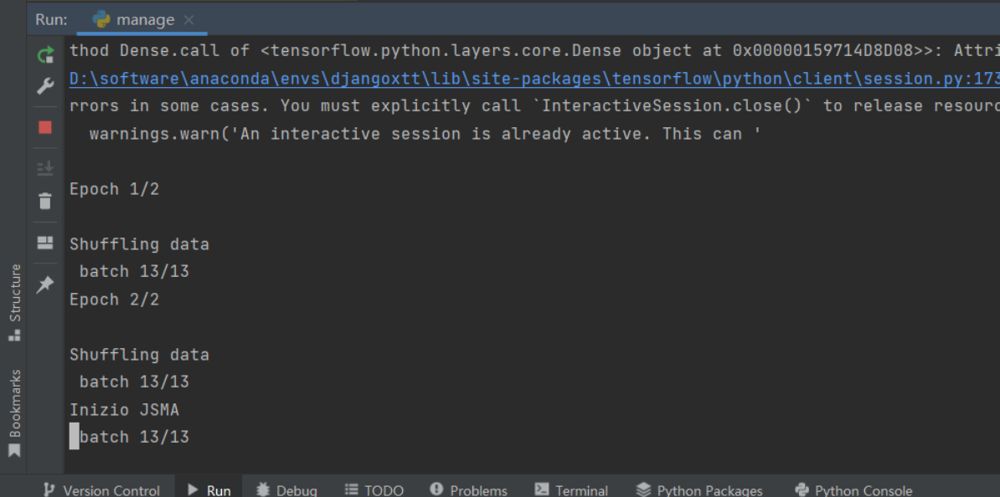 Run: manage
thod Dense.call of <tensorflow.python.layers.core.Dense object at 0x00000159714D8D08>>: Attri
D:\software\anaconda\envs\djangoxtt\lib\site-packages\tensorflow\python\client\session.py:173
rrors in some cases. You must explicitly call `InteractiveSession.close()` to release resourc
warnings.warn('An interactive session is already active. This can '
Epoch 1/2
Shuffling data
batch 13/13
Epoch 2/2
Shuffling data
batch 13/13
Inizio JSMA
batch 13/13
Structure
Bookmarks
Version Control Run Debug TODO Problems Terminal Python Packages Python Console